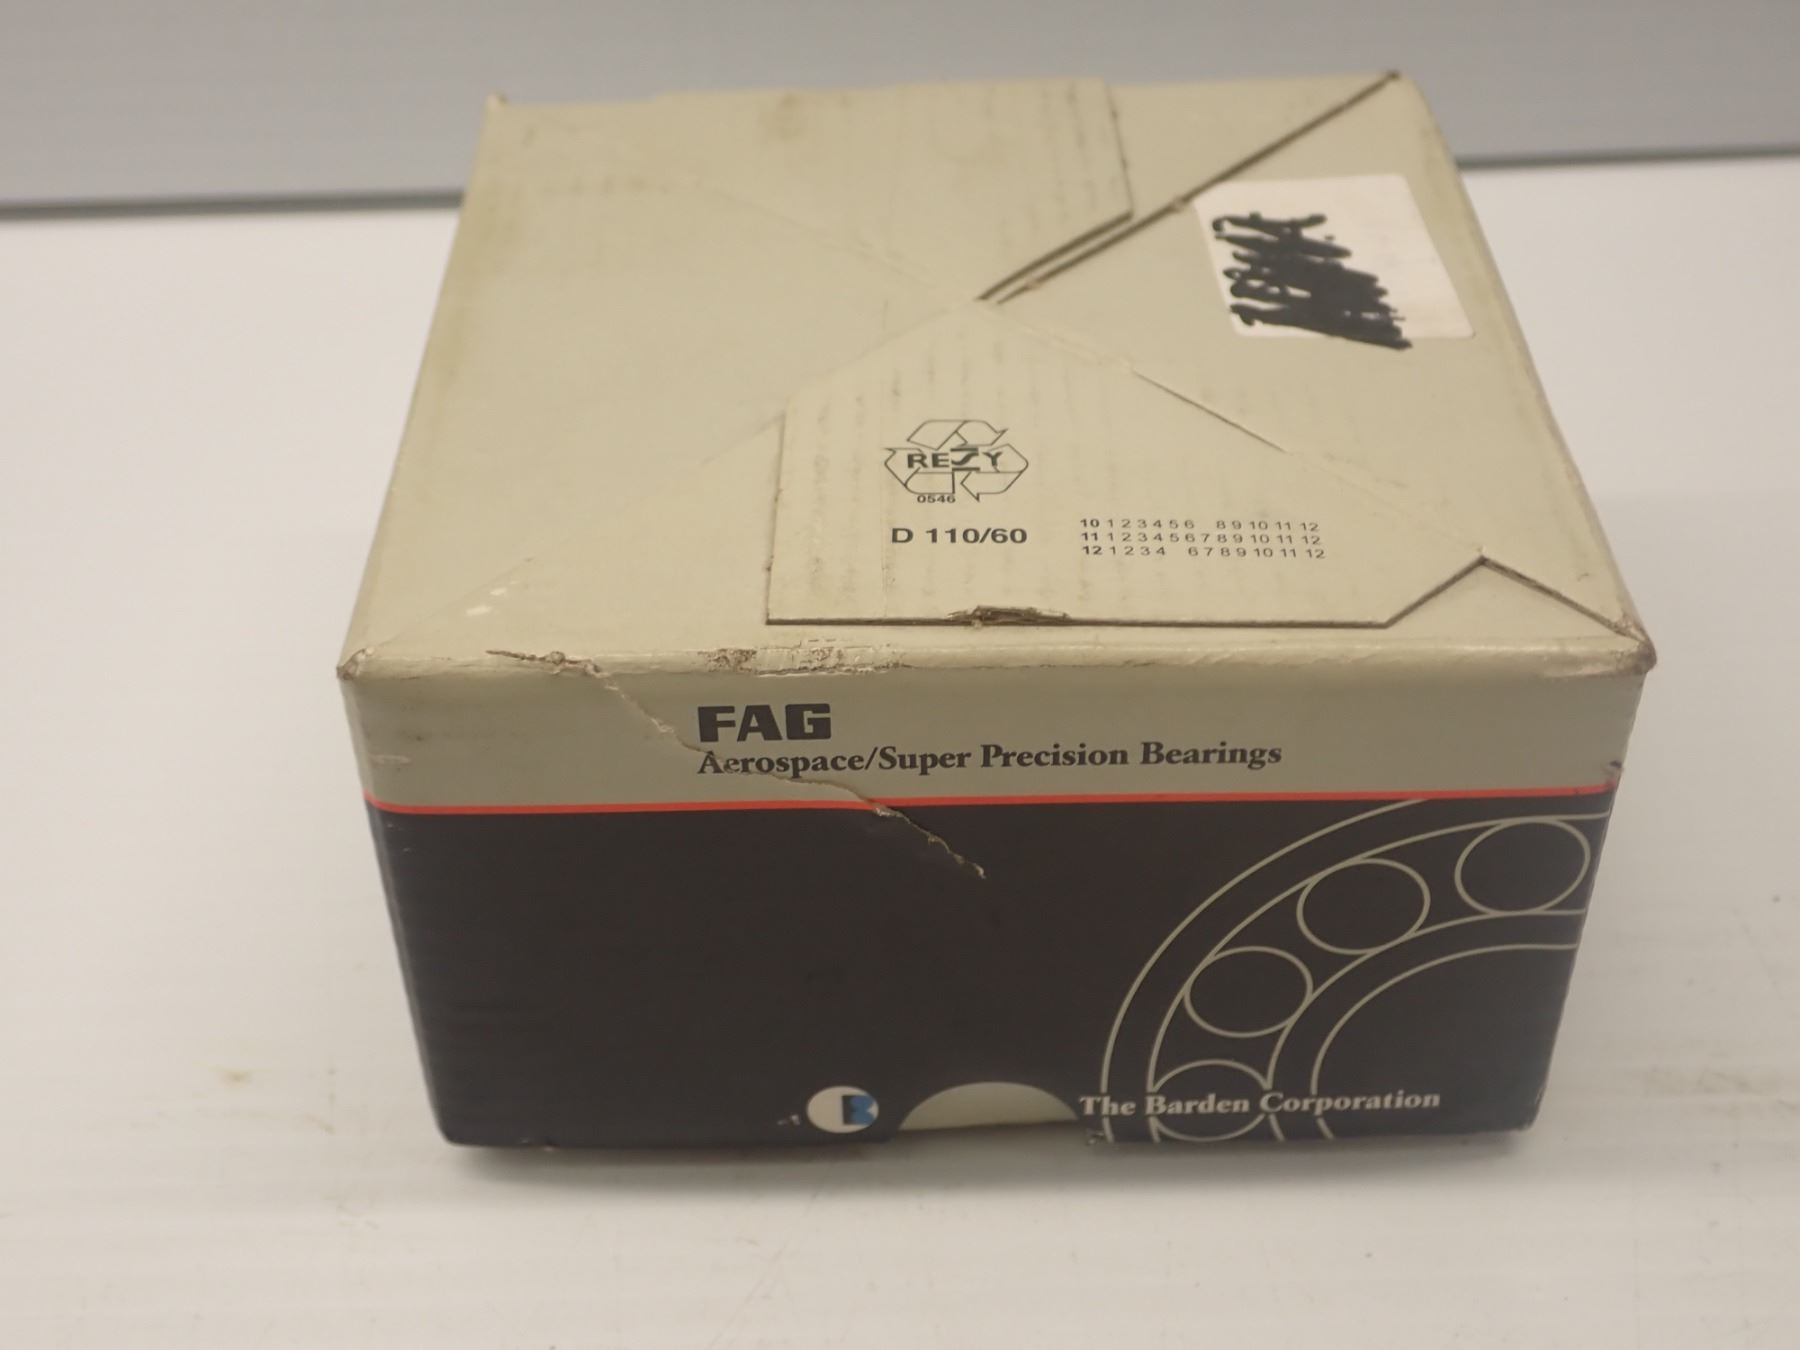 RESY
0546
D 110/60
10 1 2 3 4 5 6 8 9 10 11 12
11 1 2 3 4 5 6 7 8 9 10 11 12
12 1 2 3 4 6 7 8 9 10 11 12
FAG
Aerospace/Super Precision Bearings
The Barden Corporation